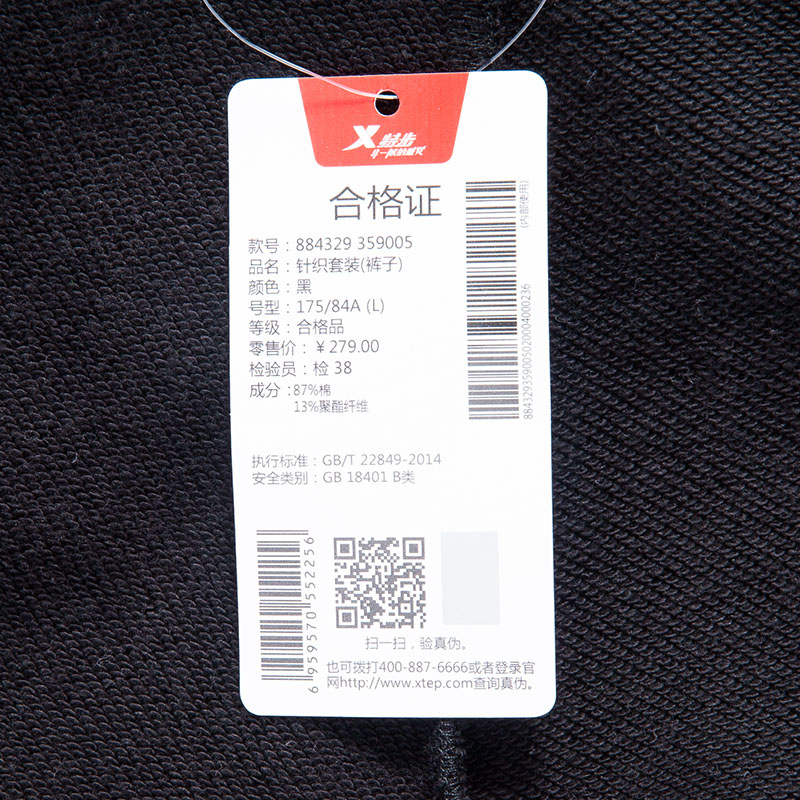 X特步
合格证
款号：884329 359005
品名：针织套装(裤子)
颜色：黑
号型：175/84A (L)
等级：合格品
零售价：￥279.00
检验员：检 38
成分：87%棉
13%聚酯纤维
(内部使用)
8843293590050200040002​36
执行标准：GB/T 22849-2014
安全类别：GB 18401 B类
6 959570 552256
扫一扫，验真伪。
也可拨打400-887-6666或者登录官
网http://www.xtep.com查询真伪。